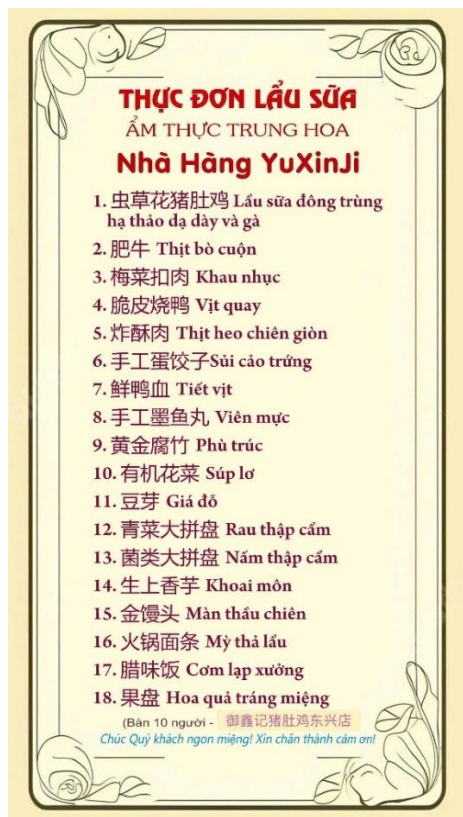 THỰC ĐƠN LẨU SỮA
ẨM THỰC TRUNG HOA
Nhà Hàng YuXinJi
1. 虫草花猪肚鸡 Lẩu sữa đông trùng
hạ thảo dạ dày và gà
2. 肥牛 Thịt bò cuộn
3. 梅菜扣肉 Khau nhục
4. 脆皮烧鸭 Vịt quay
5. 炸酥肉 Thịt heo chiên giòn
6. 手工蛋饺子Sủi cảo trứng
7. 鲜鸭血 Tiết vịt
8. 手工墨鱼丸 Viên mực
9. 黄金腐竹 Phù trúc
10. 有机花菜 Súp lơ
11. 豆芽 Giá đỗ
12. 青菜大拼盘 Rau thập cẩm
13. 菌类大拼盘 Nấm thập cẩm
14. 生上香芋 Khoai môn
15. 金馒头 Màn thầu chiên
16. 火锅面条 Mỳ thả lẩu
17. 腊味饭 Cơm lạp xưởng
18. 果盘 Hoa quả tráng miệng
(Bàn 10 người - 御鑫记猪肚鸡东兴店
Chúc Quý khách ngon miệng! Xin chân thành cảm ơn!